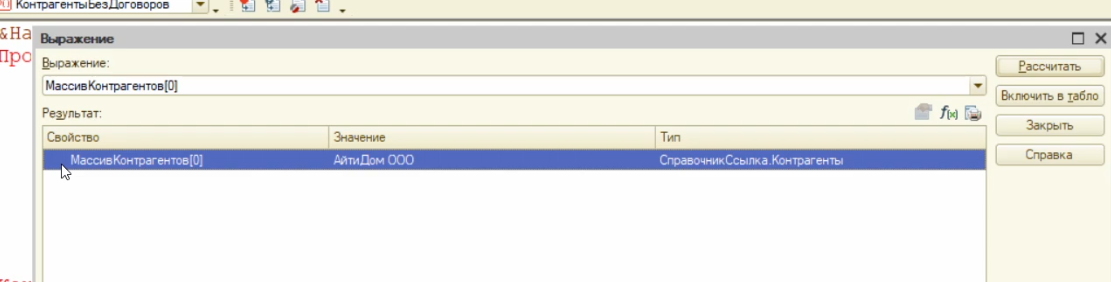 КонтрагентыБезДоговоров
&На
Выражение
Про
Выражение:
Рассчитать
МассивКонтрагентов[0]
Включить в табло
Результат:
Закрыть
Свойство Значение Тип
МассивКонтрагентов[0] АйтиДом ООО СправочникСсылка.Контрагенты
Справка